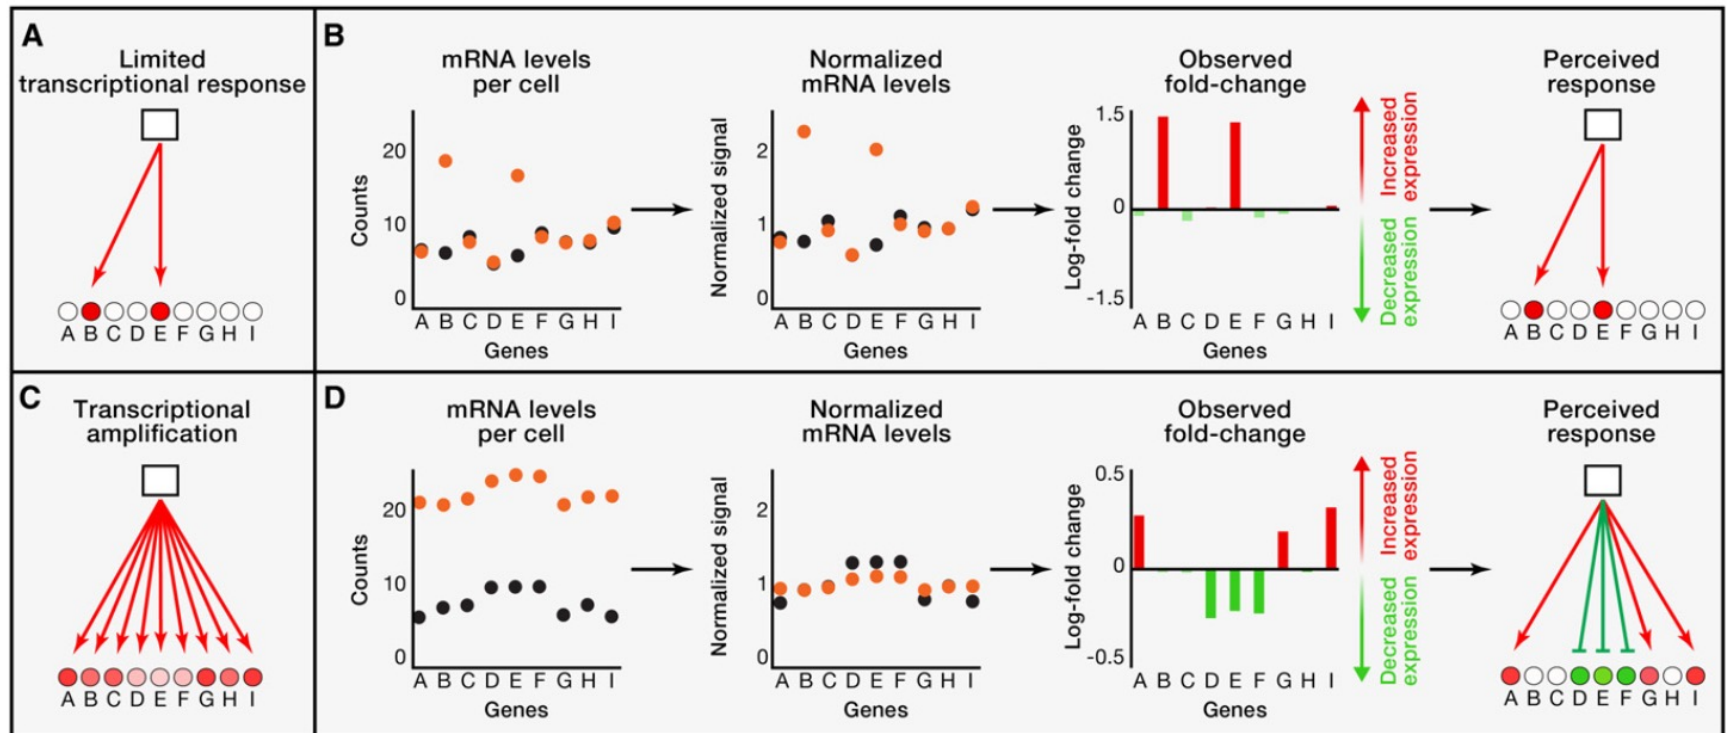 A
Limited
transcriptional response
A B C D E F G H I
B
mRNA levels
per cell
Counts
20
10
0
A B C D E F G H I
Genes
Normalized
mRNA levels
Normalized signal
2
1
0
A B C D E F G H I
Genes
Observed
fold-change
Log-fold change
1.5
0
-1.5
A B C D E F G H I
Genes
Increased
expression
Decreased
expression
Perceived
response
A B C D E F G H I
C
Transcriptional
amplification
A B C D E F G H I
D
mRNA levels
per cell
Counts
20
10
0
A B C D E F G H I
Genes
Normalized
mRNA levels
Normalized signal
2
1
0
A B C D E F G H I
Genes
Observed
fold-change
Log-fold change
0.5
0
-0.5
A B C D E F G H I
Genes
Increased
expression
Decreased
expression
Perceived
response
A B C D E F G H I